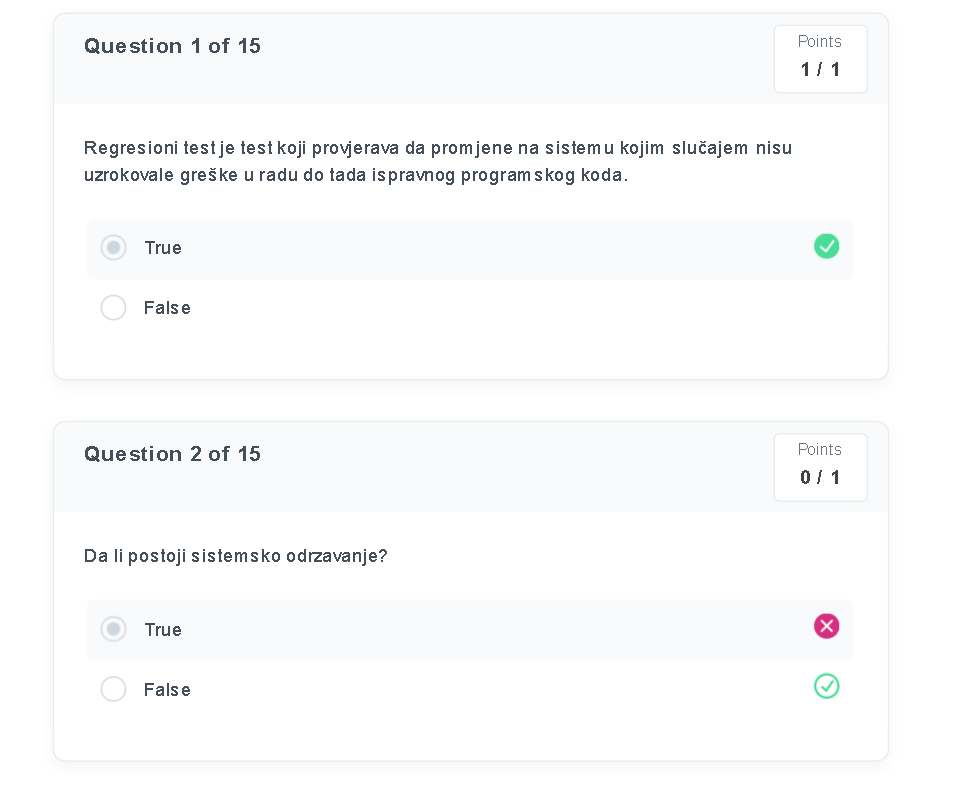 Question 1 of 15
Points
1 / 1
Regresioni test je test koji provjerava da promjene na sistemu kojim slučajem nisu
uzrokovale greške u radu do tada ispravnog programskog koda.
True
False
Question 2 of 15
Points
0 / 1
Da li postoji sistemsko odrzavanje?
True
False